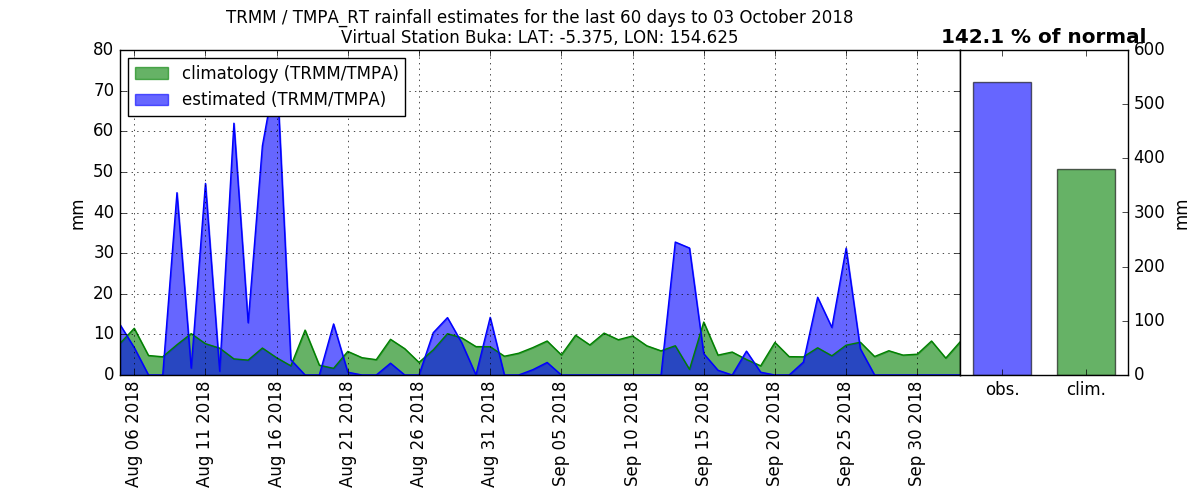 TRMM / TMPA_RT rainfall estimates for the last 60 days to 03 October 2018
Virtual Station Buka: LAT: -5.375, LON: 154.625
142.1 % of normal
climatology (TRMM/TMPA)
estimated (TRMM/TMPA)
80
70
60
50
40
30
20
10
0
mm
Aug 06 2018
Aug 11 2018
Aug 16 2018
Aug 21 2018
Aug 26 2018
Aug 31 2018
Sep 05 2018
Sep 10 2018
Sep 15 2018
Sep 20 2018
Sep 25 2018
Sep 30 2018
obs.
clim.
600
500
400
300
200
100
0
mm